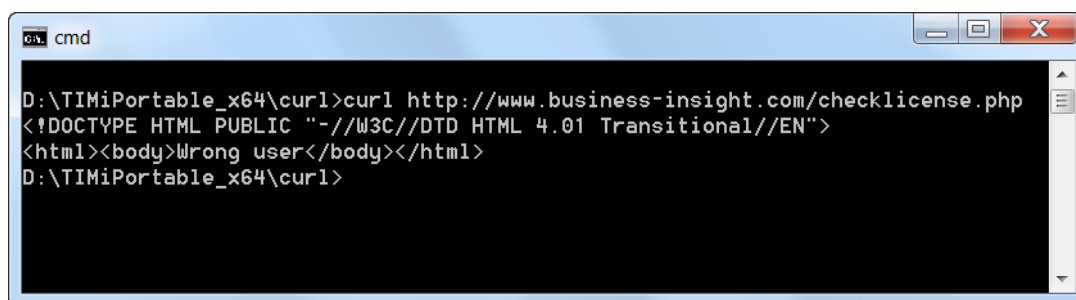 cmd
D:\TIMiPortable_x64\curl>curl http://www.business-insight.com/checklicense.php
<!DOCTYPE HTML PUBLIC "-//W3C//DTD HTML 4.01 Transitional//EN">
<html><body>Wrong user</body></html>
D:\TIMiPortable_x64\curl>